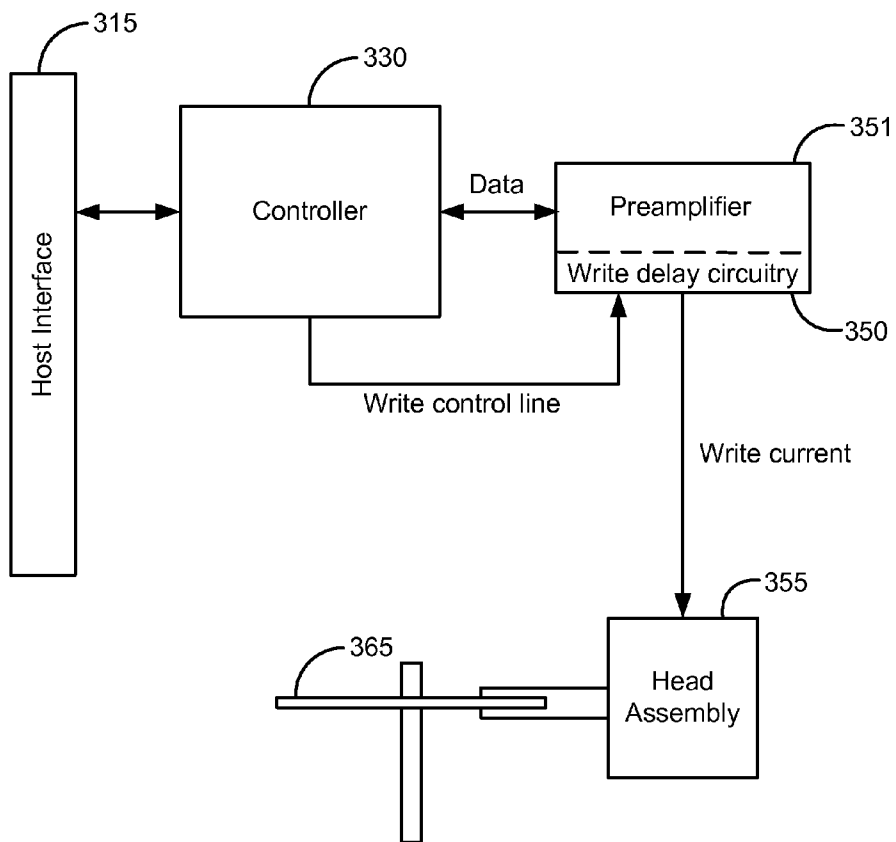 315
330
351
Data
Controller
Preamplifier
Write delay circuitry
350
Host Interface
Write control line
Write current
355
365
Head
Assembly